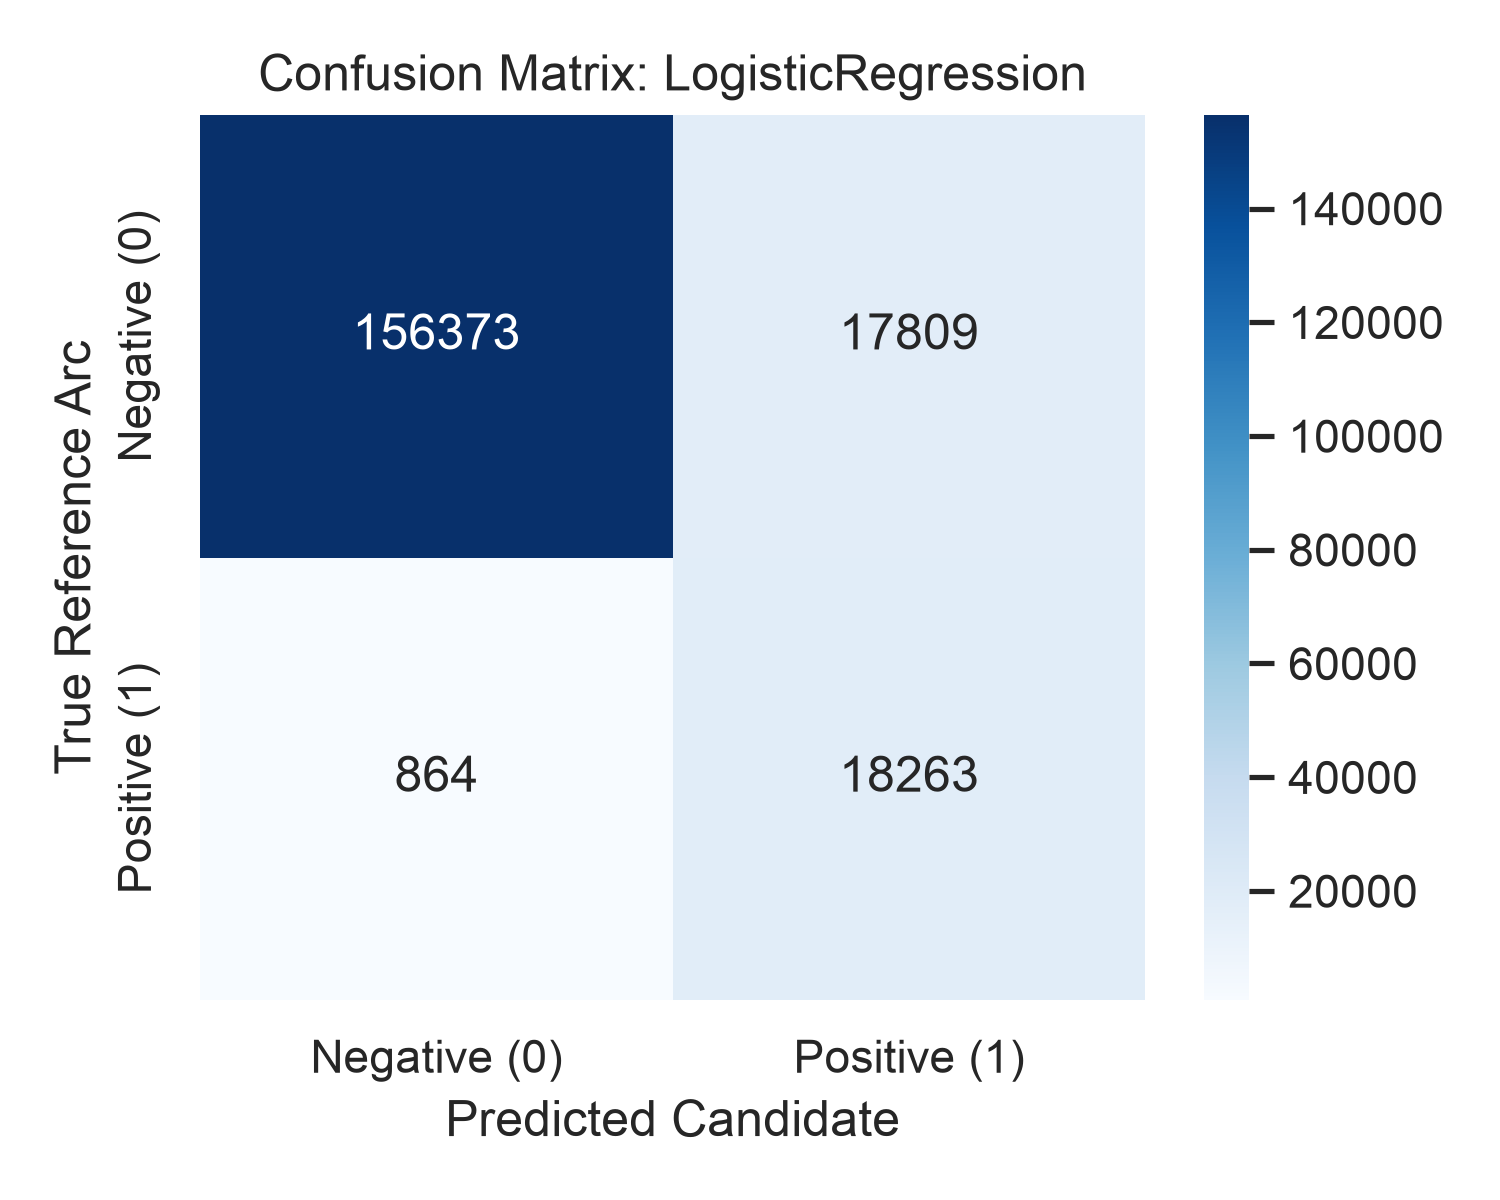 Confusion Matrix: LogisticRegression
True Reference Arc
Negative (0)
Positive (1)
156373
17809
864
18263
Negative (0)
Positive (1)
Predicted Candidate
140000
120000
100000
80000
60000
40000
20000